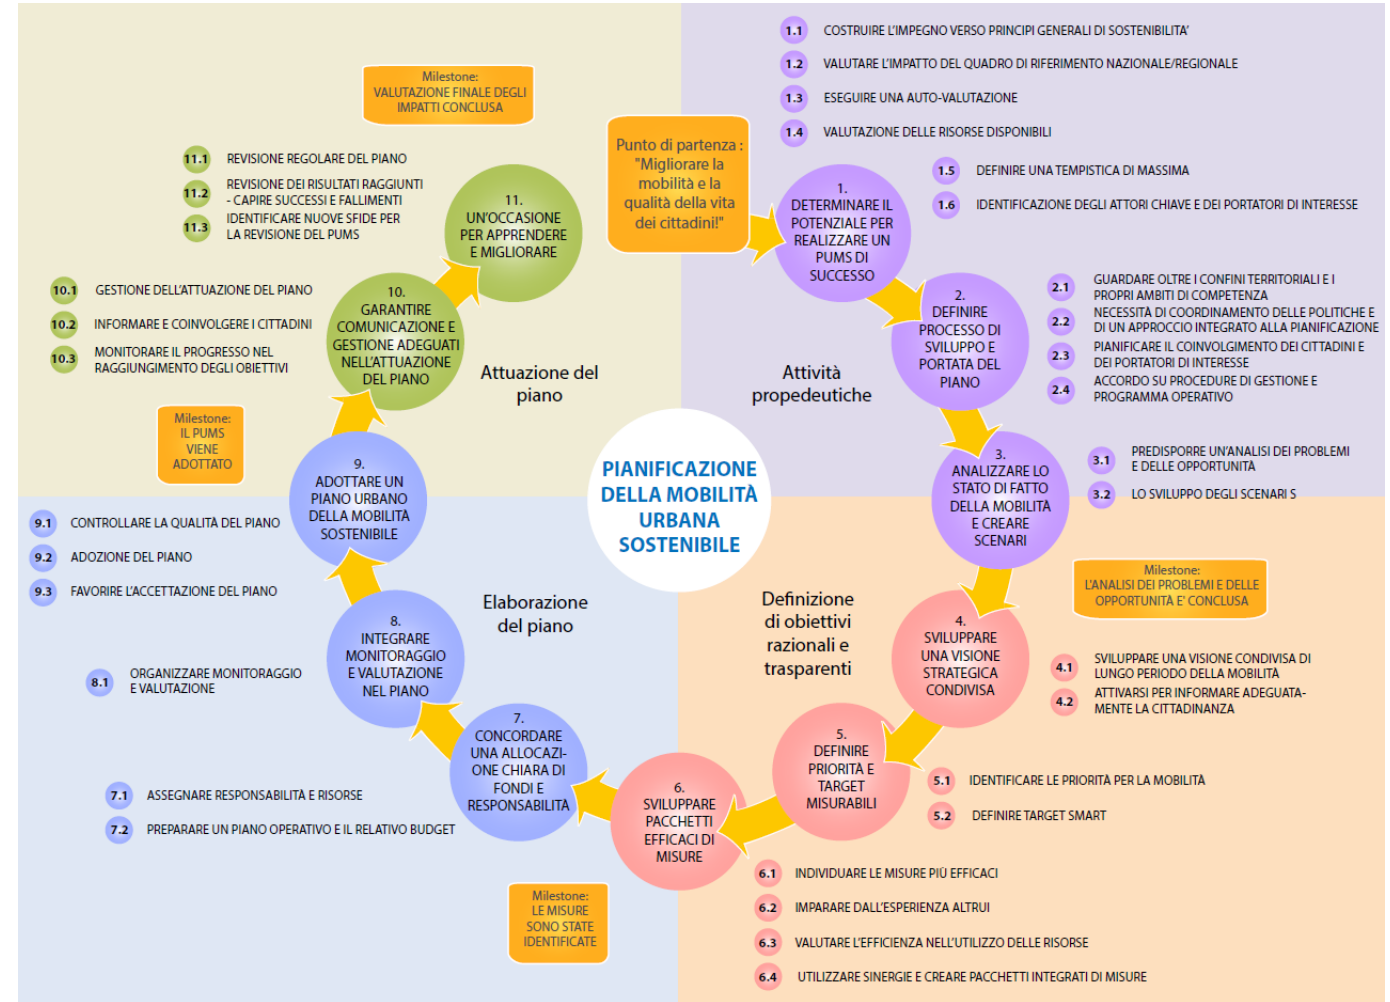 1.1 COSTRUIRE L'IMPEGNO VERSO PRINCIPI GENERALI DI SOSTENIBILITA'
1.2 VALUTARE L'IMPATTO DEL QUADRO DI RIFERIMENTO NAZIONALE/REGIONALE
1.3 ESEGUIRE UNA AUTO-VALUTAZIONE
1.4 VALUTAZIONE DELLE RISORSE DISPONIBILI
1.5 DEFINIRE UNA TEMPISTICA DI MASSIMA
1.6 IDENTIFICAZIONE DEGLI ATTORI CHIAVE E DEI PORTATORI DI INTERESSE
Punto di partenza :
"Migliorare la
mobilità e la
qualità della vita
dei cittadini!"
1.
DETERMINARE IL
POTENZIALE PER
REALIZZARE UN
PUMS DI
SUCCESSO
2.
DEFINIRE
PROCESSO DI
SVILUPPO E
PORTATA DEL
PIANO
2.1 GUARDARE OLTRE I CONFINI TERRITORIALI E I
PROPRI AMBITI DI COMPETENZA
2.2 NECESSITÀ DI COORDINAMENTO DELLE POLITICHE E
DI UN APPROCCIO INTEGRATO ALLA PIANIFICAZIONE
2.3 PIANIFICARE IL COINVOLGIMENTO DEI CITTADINI E
DEI PORTATORI DI INTERESSE
2.4 ACCORDO SU PROCEDURE DI GESTIONE E
PROGRAMMA OPERATIVO
Attività
propedeutiche
3.
ANALIZZARE LO
STATO DI FATTO
DELLA MOBILITÀ
E CREARE
SCENARI
3.1 PREDISPORRE UN'ANALISI DEI PROBLEMI
E DELLE OPPORTUNITÀ
3.2 LO SVILUPPO DEGLI SCENARI S
Milestone:
L'ANALISI DEI PROBLEMI E DELLE
OPPORTUNITÀ E' CONCLUSA
PIANIFICAZIONE
DELLA MOBILITÀ
URBANA
SOSTENIBILE
Definizione
di obiettivi
razionali e
trasparenti
4.
SVILUPPARE
UNA VISIONE
STRATEGICA
CONDIVISA
4.1 SVILUPPARE UNA VISIONE CONDIVISA DI
LUNGO PERIODO DELLA MOBILITÀ
4.2 ATTIVARSI PER INFORMARE ADEGUATA-
MENTE LA CITTADINANZA
5.
DEFINIRE
PRIORITÀ E
TARGET
MISURABILI
5.1 IDENTIFICARE LE PRIORITÀ PER LA MOBILITÀ
5.2 DEFINIRE TARGET SMART
6.
SVILUPPARE
PACCHETTI
EFFICACI DI
MISURE
6.1 INDIVIDUARE LE MISURE PIÙ EFFICACI
6.2 IMPARARE DALL'ESPERIENZA ALTRUI
6.3 VALUTARE L'EFFICIENZA NELL'UTILIZZO DELLE RISORSE
6.4 UTILIZZARE SINERGIE E CREARE PACCHETTI INTEGRATI DI MISURE
Milestone:
LE MISURE
SONO STATE
IDENTIFICATE
7.
CONCORDARE
UNA ALLOCAZI-
ONE CHIARA DI
FONDI E
RESPONSABILITÀ
7.1 ASSEGNARE RESPONSABILITÀ E RISORSE
7.2 PREPARARE UN PIANO OPERATIVO E IL RELATIVO BUDGET
Elaborazione
del piano
8.
INTEGRARE
MONITORAGGIO
E VALUTAZIONE
NEL PIANO
8.1 ORGANIZZARE MONITORAGGIO
E VALUTAZIONE
9.
ADOTTARE UN
PIANO URBANO
DELLA MOBILITÀ
SOSTENIBILE
9.1 CONTROLLARE LA QUALITÀ DEL PIANO
9.2 ADOZIONE DEL PIANO
9.3 FAVORIRE L'ACCETTAZIONE DEL PIANO
Milestone:
IL PUMS
VIENE
ADOTTATO
Attuazione del
piano
10.
GARANTIRE
COMUNICAZIONE E
GESTIONE ADEGUATI
NELL'ATTUAZIONE
DEL PIANO
10.1 GESTIONE DELL'ATTUAZIONE DEL PIANO
10.2 INFORMARE E COINVOLGERE I CITTADINI
10.3 MONITORARE IL PROGRESSO NEL
RAGGIUNGIMENTO DEGLI OBIETTIVI
11.
UN'OCCASIONE
PER APPRENDERE
E MIGLIORARE
11.1 REVISIONE REGOLARE DEL PIANO
11.2 REVISIONE DEI RISULTATI RAGGIUNTI
- CAPIRE SUCCESSI E FALLIMENTI
11.3 IDENTIFICARE NUOVE SFIDE PER
LA REVISIONE DEL PUMS
Milestone:
VALUTAZIONE FINALE DEGLI
IMPATTI CONCLUSA